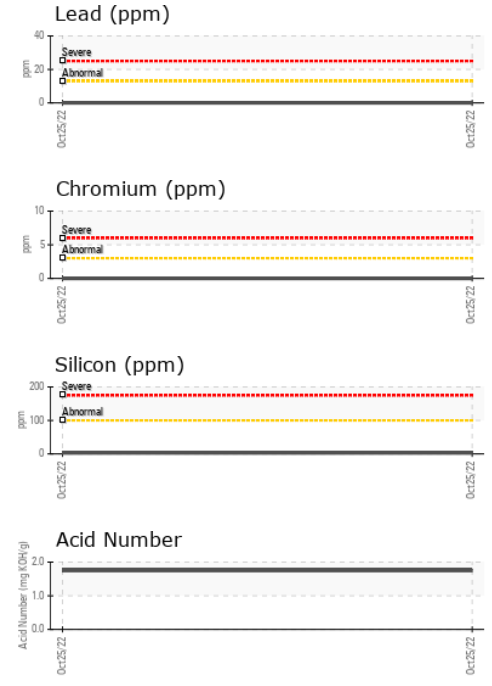 Lead (ppm)
40
Severe
ppm
20
Abnormal
0
Oct25/22
Oct25/22
Chromium (ppm)
10
Severe
ppm
5
Abnormal
0
Oct25/22
Oct25/22
Silicon (ppm)
200
Severe
ppm
100
Abnormal
0
Oct25/22
Oct25/22
Acid Number
Acid Number (mg KOH/g)
2.0
1.0
0.0
Oct25/22
Oct25/22